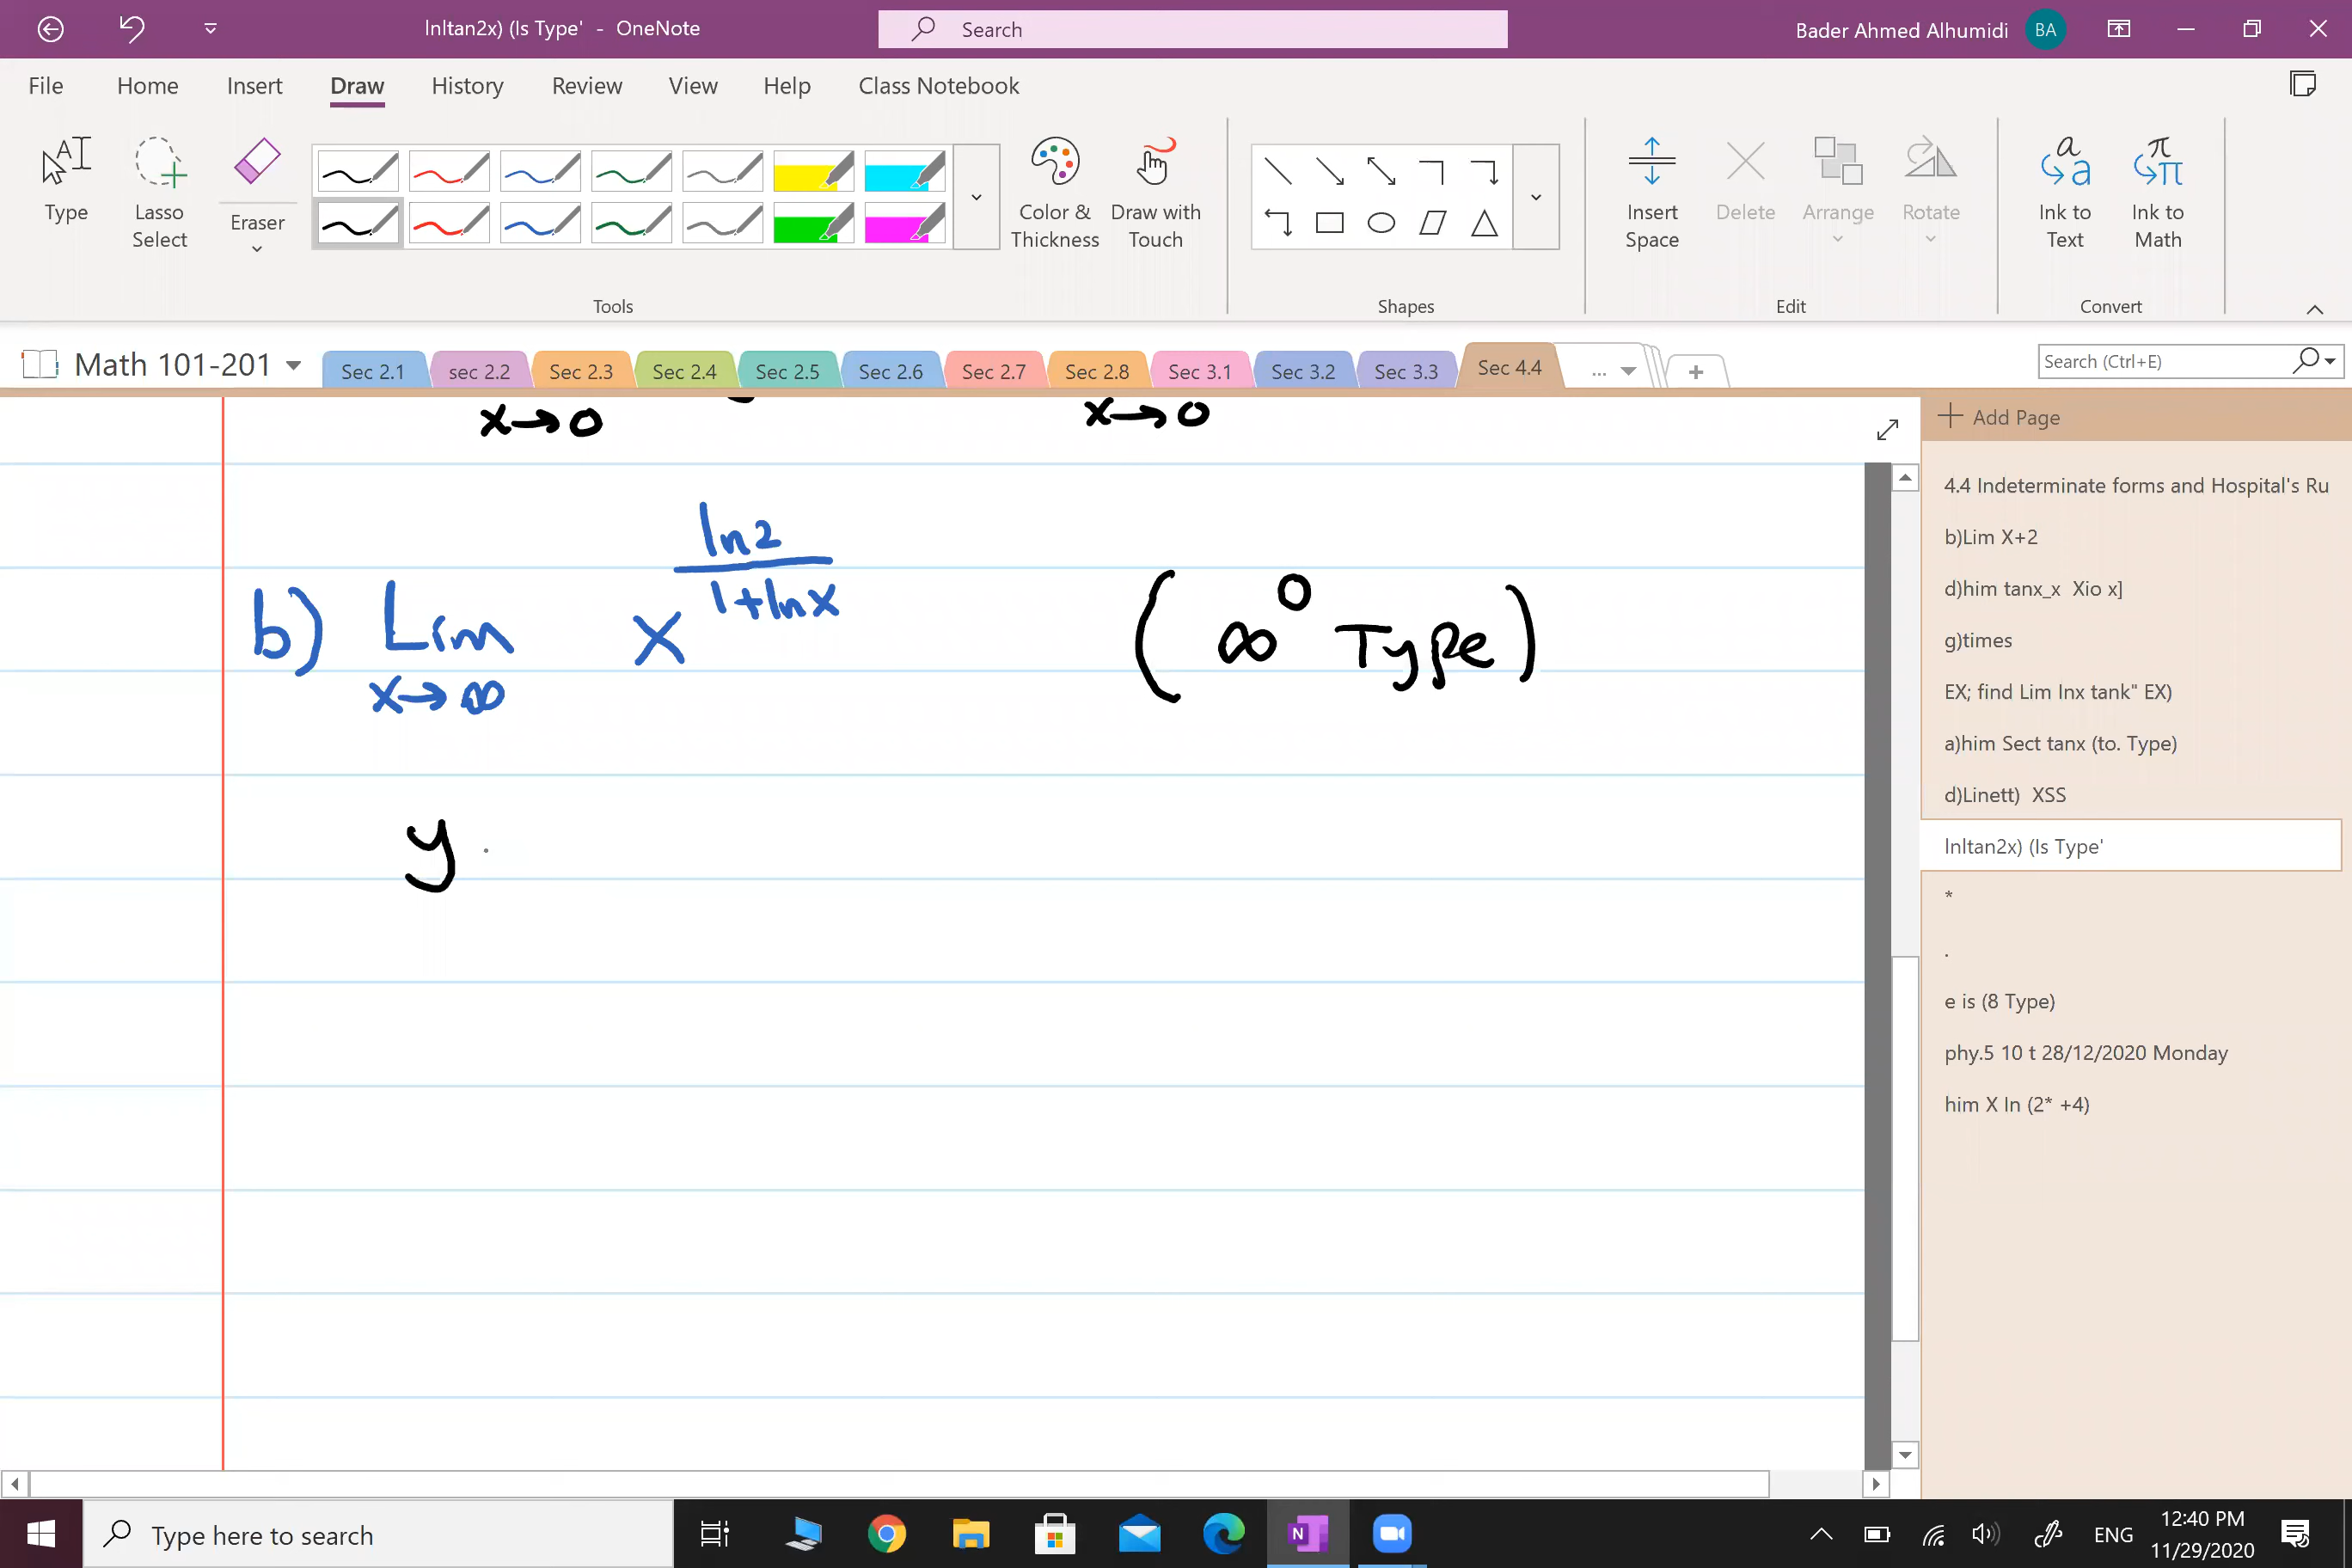 lnltan2x) (Is Type' - OneNote
Search
Bader Ahmed Alhumidi
BA
File Home Insert Draw History Review View Help Class Notebook
Type
Lasso Select
Eraser
Color & Thickness
Draw with Touch
Insert Space
Delete
Arrange
Rotate
Ink to Text
Ink to Math
Tools
Shapes
Edit
Convert
Math 101-201
Sec 2.1 sec 2.2 Sec 2.3 Sec 2.4 Sec 2.5 Sec 2.6 Sec 2.7 Sec 2.8 Sec 3.1 Sec 3.2 Sec 3.3 Sec 4.4 ... +
Search (Ctrl+E)
x→0 x→0
ln2
1+lnx
b) Lim x (∞⁰ Type)
x→∞
y
Add Page
4.4 Indeterminate forms and Hospital's Ru
b)Lim X+2
d)him tanx_x Xio x]
g)times
EX; find Lim Inx tank" EX)
a)him Sect tanx (to. Type)
d)Linett) XSS
lnltan2x) (Is Type'
*
.
e is (8 Type)
phy.5 10 t 28/12/2020 Monday
him X ln (2* +4)
Type here to search
ENG
12:40 PM
11/29/2020